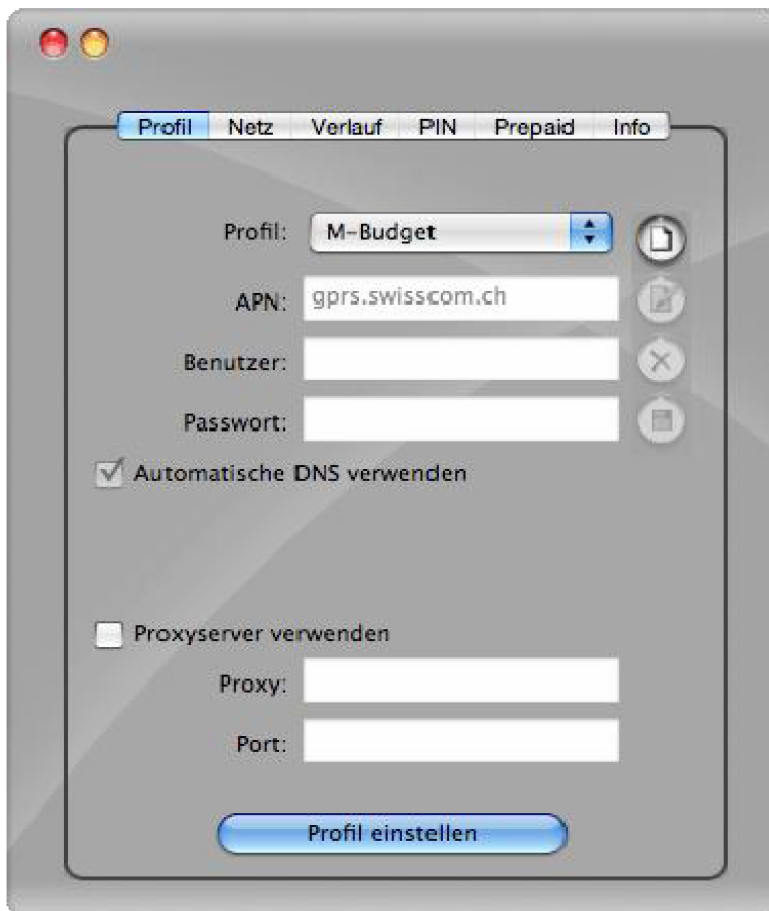 Profil Netz Verlauf PIN Prepaid Info
Profil: M-Budget
APN: gprs.swisscom.ch
Benutzer:
Passwort:
Automatische DNS verwenden
Proxyserver verwenden
Proxy:
Port:
Profil einstellen